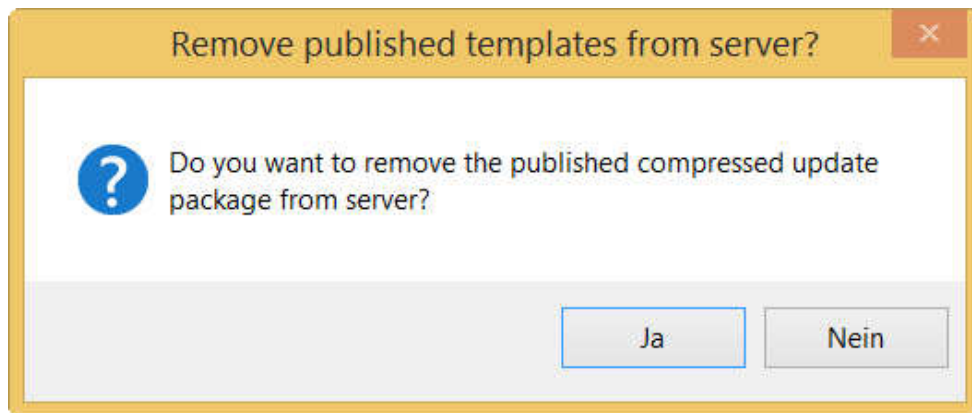 Remove published templates from server?
Do you want to remove the published compressed update
package from server?
Ja
Nein